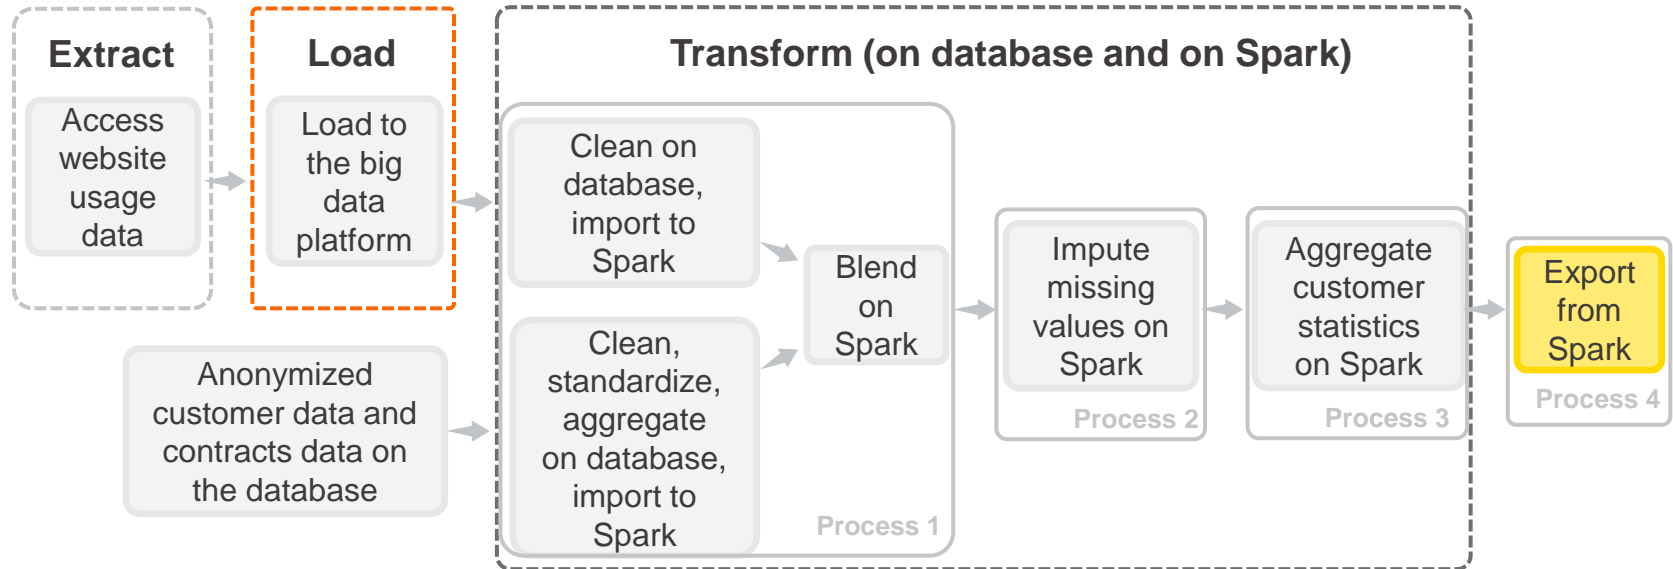 Extract
Access
website
usage
data
Load
Load to
the big
data
platform
Anonymized
customer data and
contracts data on
the database
Transform (on database and on Spark)
Clean on
database,
import to
Spark
Clean,
standardize,
aggregate
on database,
import to
Spark
Blend
on
Spark
Process 1
Impute
missing
values on
Spark
Process 2
Aggregate
customer
statistics
on Spark
Process 3
Export
from
Spark
Process 4